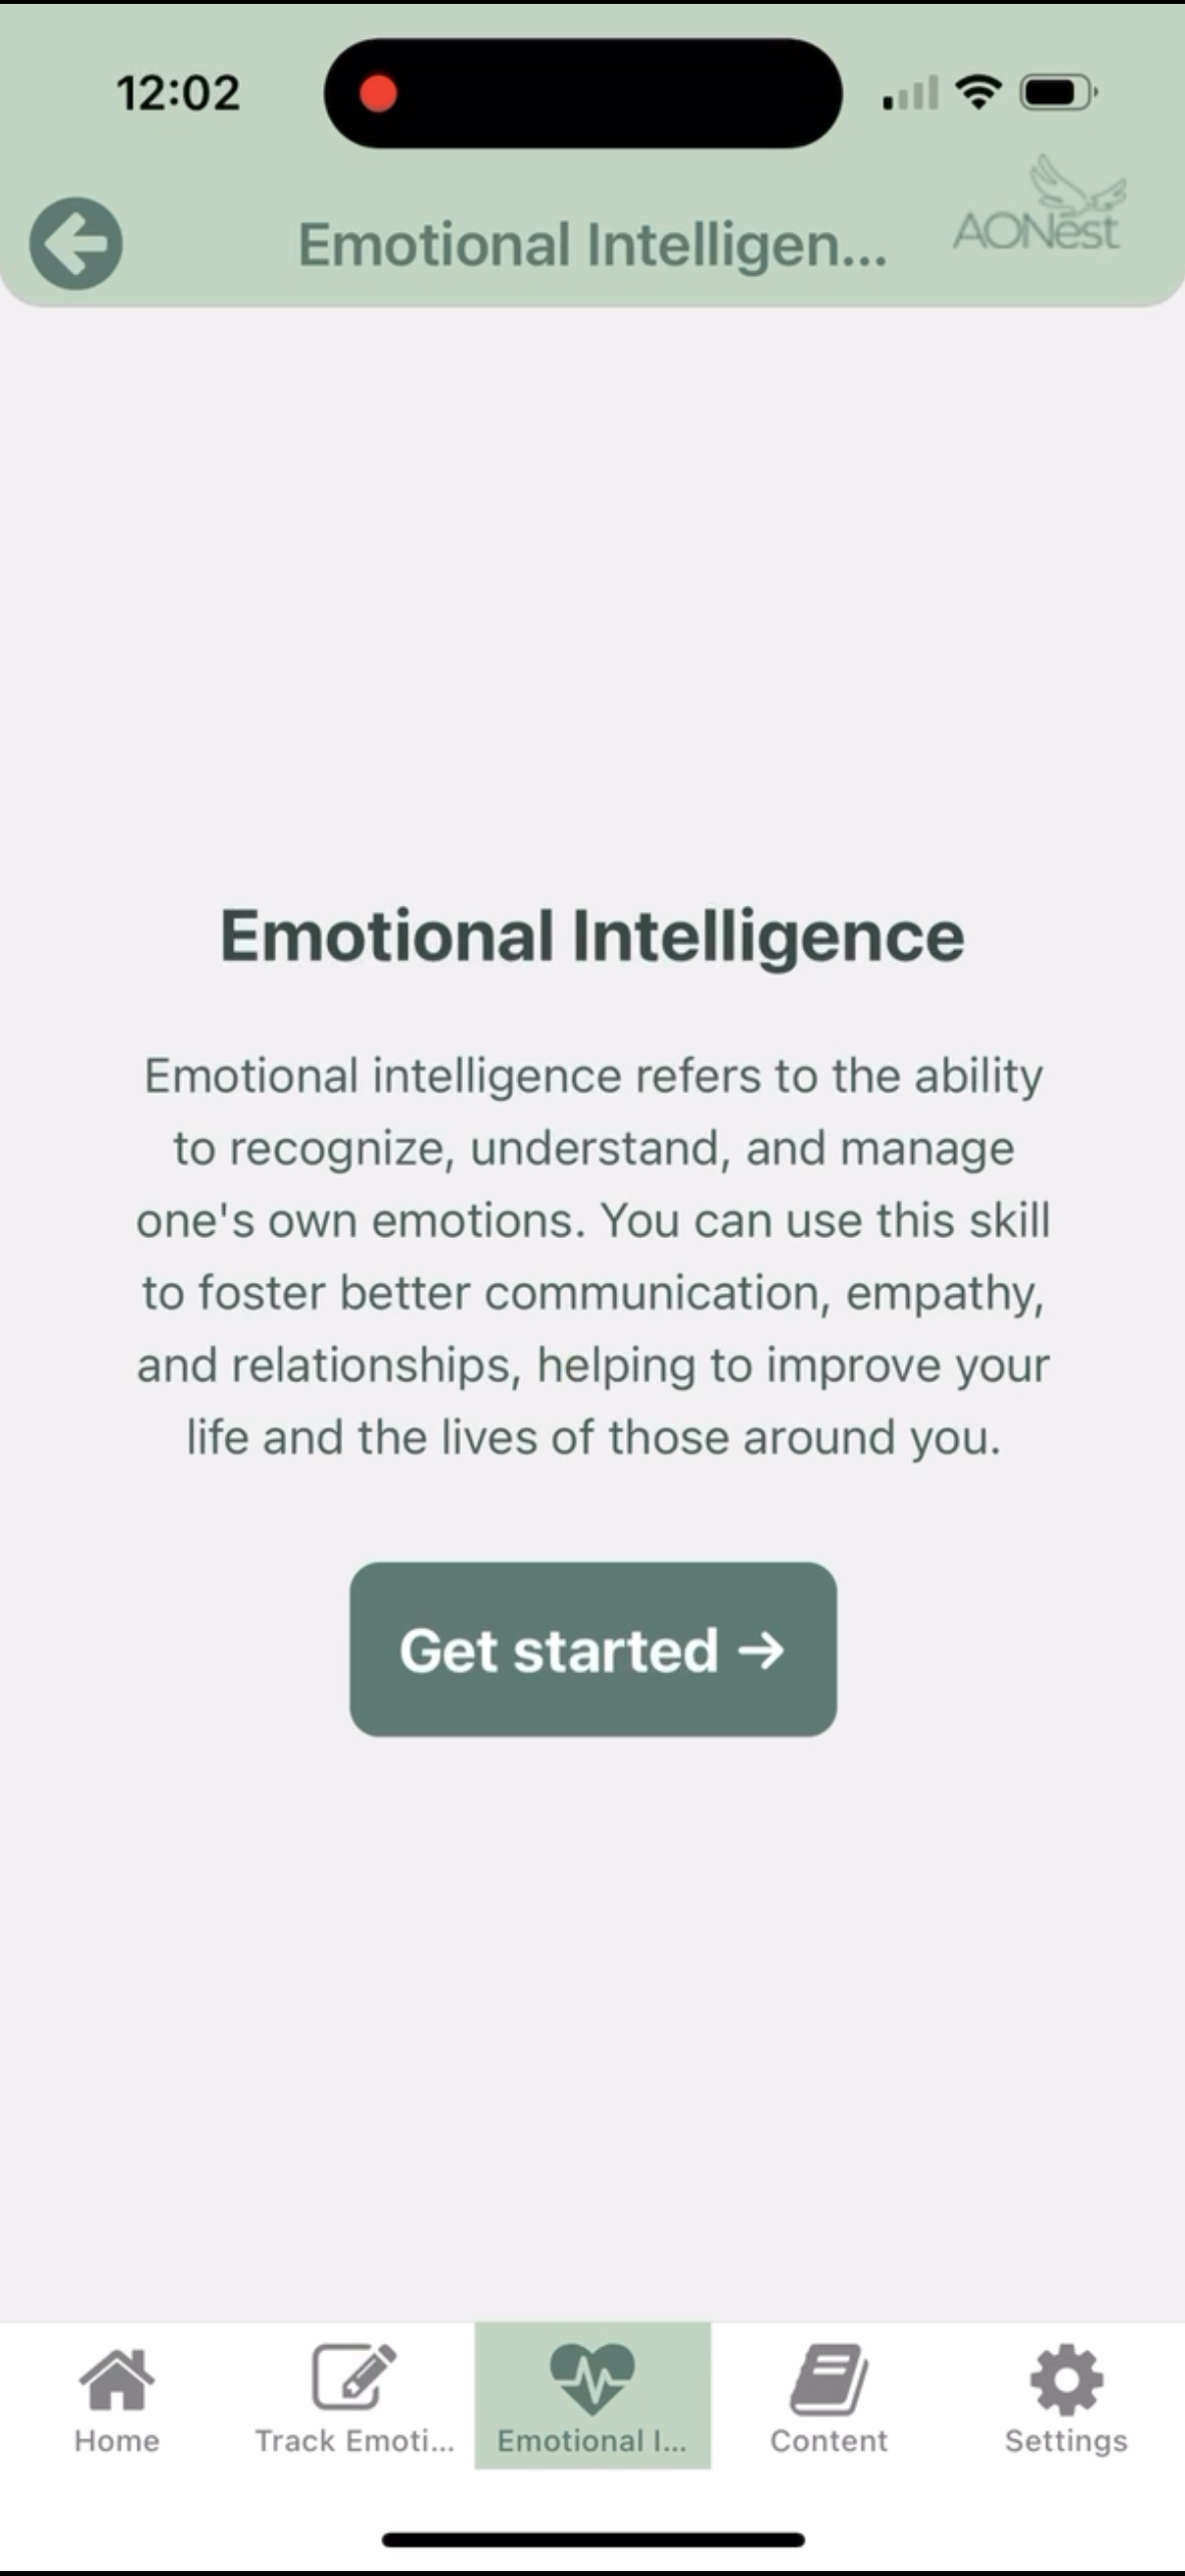 12:02
Emotional Intelligen...
AONest
Emotional Intelligence
Emotional intelligence refers to the ability
to recognize, understand, and manage
one's own emotions. You can use this skill
to foster better communication, empathy,
and relationships, helping to improve your
life and the lives of those around you.
Get started →
Home
Track Emoti...
Emotional I...
Content
Settings